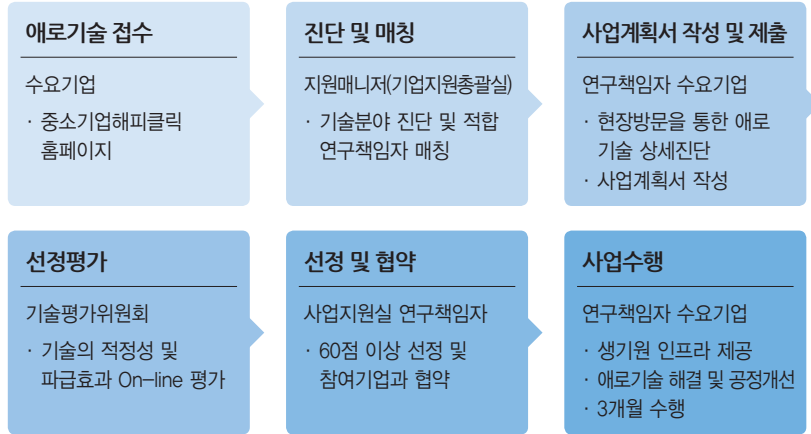 애로기술 접수
수요기업
· 중소기업해피클릭
홈페이지
진단 및 매칭
지원매니저(기업지원총괄실)
· 기술분야 진단 및 적합
연구책임자 매칭
사업계획서 작성 및 제출
연구책임자 수요기업
· 현장방문을 통한 애로
기술 상세진단
· 사업계획서 작성
선정평가
기술평가위원회
· 기술의 적정성 및
파급효과 On-line 평가
선정 및 협약
사업지원실 연구책임자
· 60점 이상 선정 및
참여기업과 협약
사업수행
연구책임자 수요기업
· 생기원 인프라 제공
· 애로기술 해결 및 공정개선
· 3개월 수행